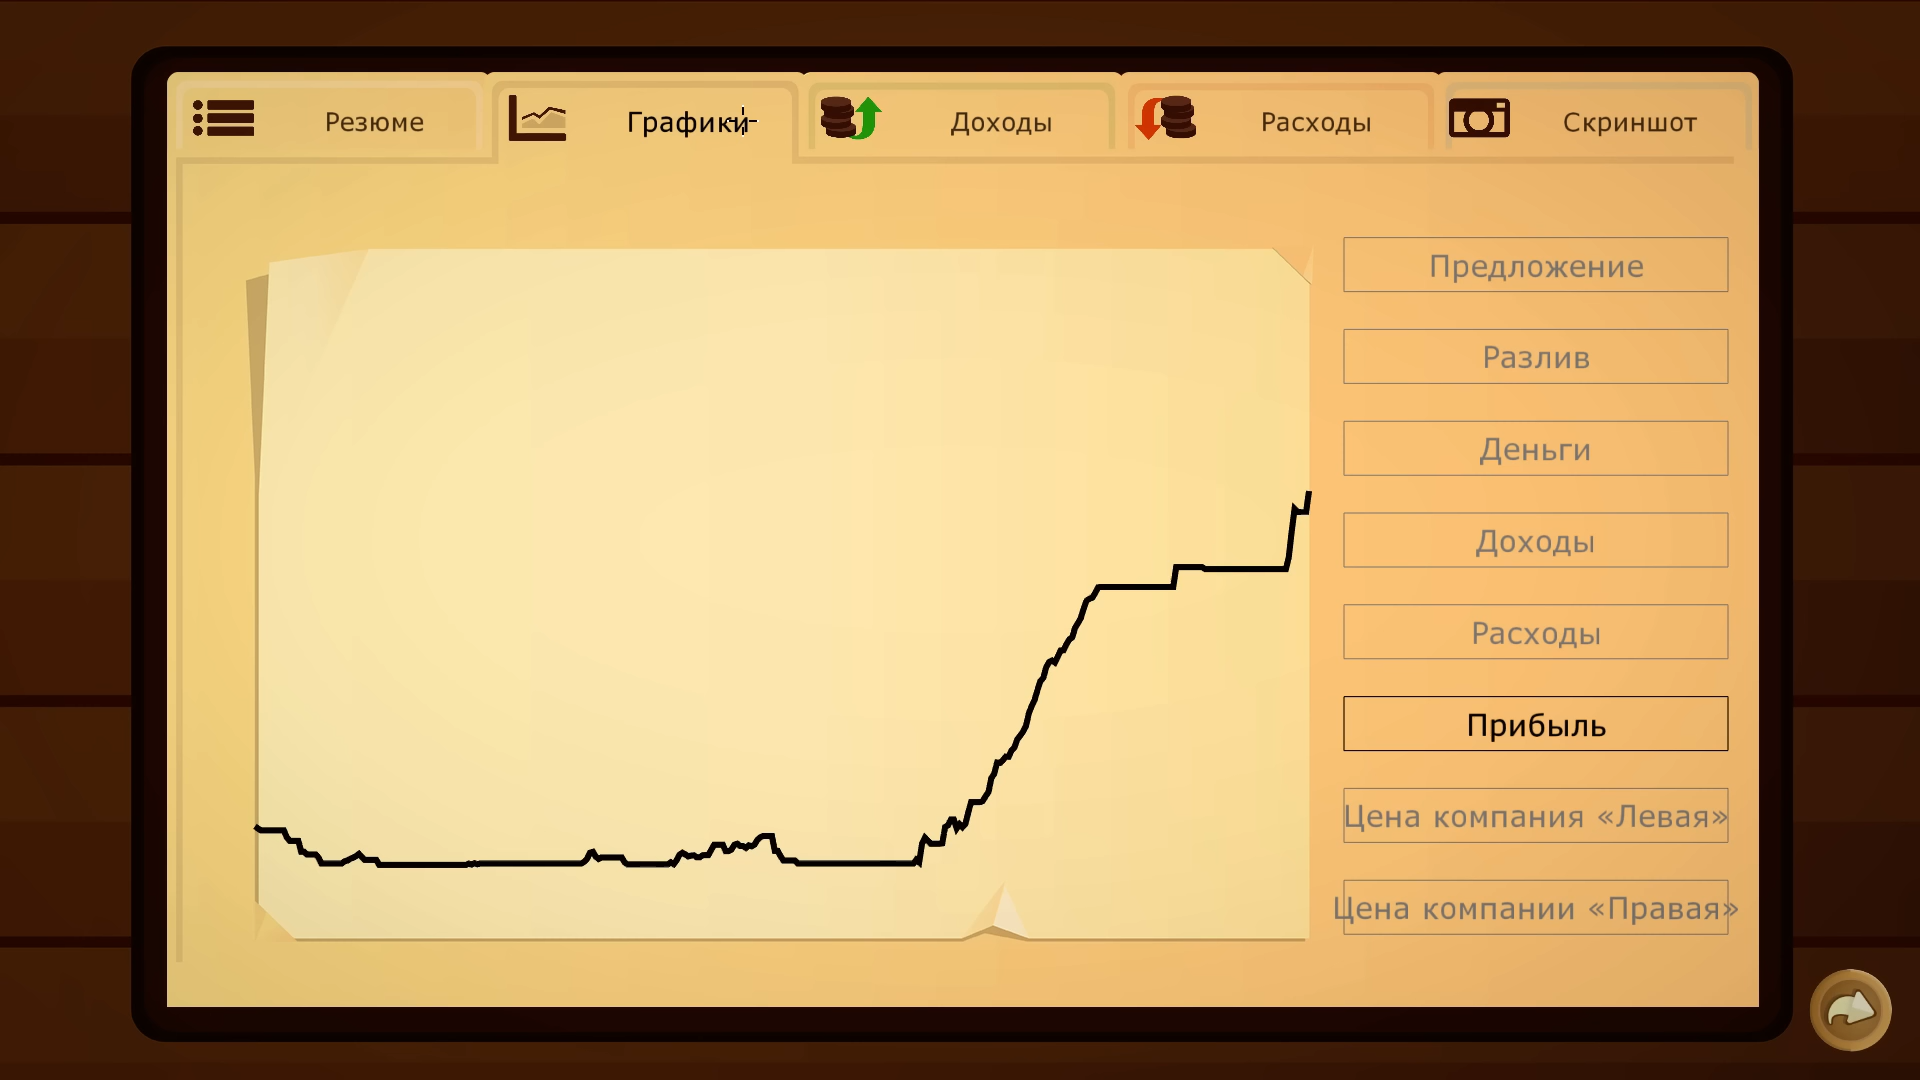 Резюме
Графики
Доходы
Расходы
Скриншот
Предложение
Разлив
Деньги
Доходы
Расходы
Прибыль
Цена компания «Левая»
Цена компании «Правая»